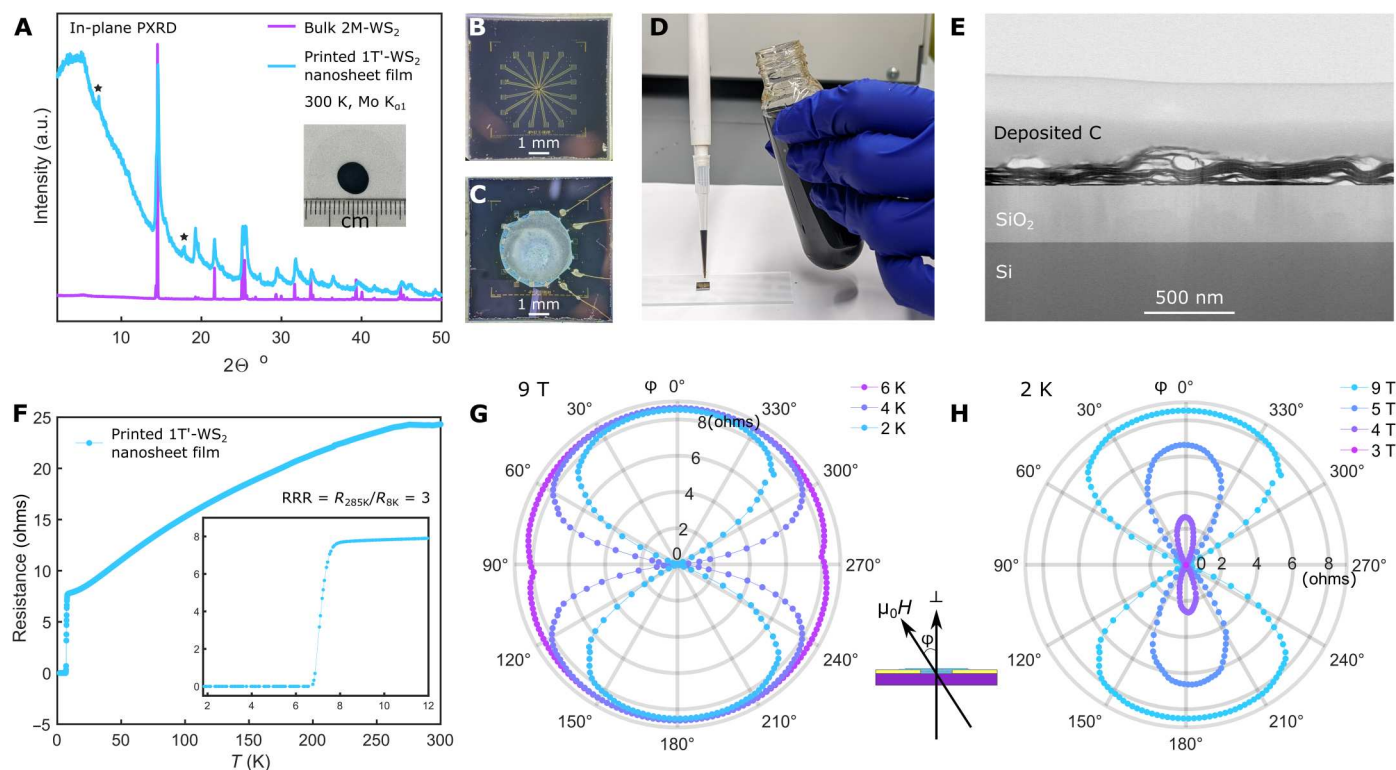 A
In-plane PXRD
Bulk 2M-WS₂
Printed 1T'-WS₂
nanosheet film
300 K, Mo Kα1
cm
Intensity (a.u.)
10
20
30
40
50
2Θ °
B
1 mm
C
1 mm
D
E
Deposited C
SiO₂
Si
500 nm
F
25
20
15
10
5
0
−5
Resistance (ohms)
Printed 1T'-WS₂
nanosheet film
RRR = R285K/R8K = 3
8
6
4
2
0
2
4
6
8
10
12
0
50
100
150
200
250
300
T (K)
G
9 T
φ 0°
6 K
4 K
2 K
30°
330°
8(ohms)
60°
300°
6
4
2
0
90°
270°
120°
240°
150°
210°
180°
μ₀H
⊥
φ
H
2 K
φ
0°
9 T
5 T
4 T
3 T
30°
330°
60°
300°
90°
0 2 4 6 8
(ohms)
270°
120°
240°
150°
210°
180°